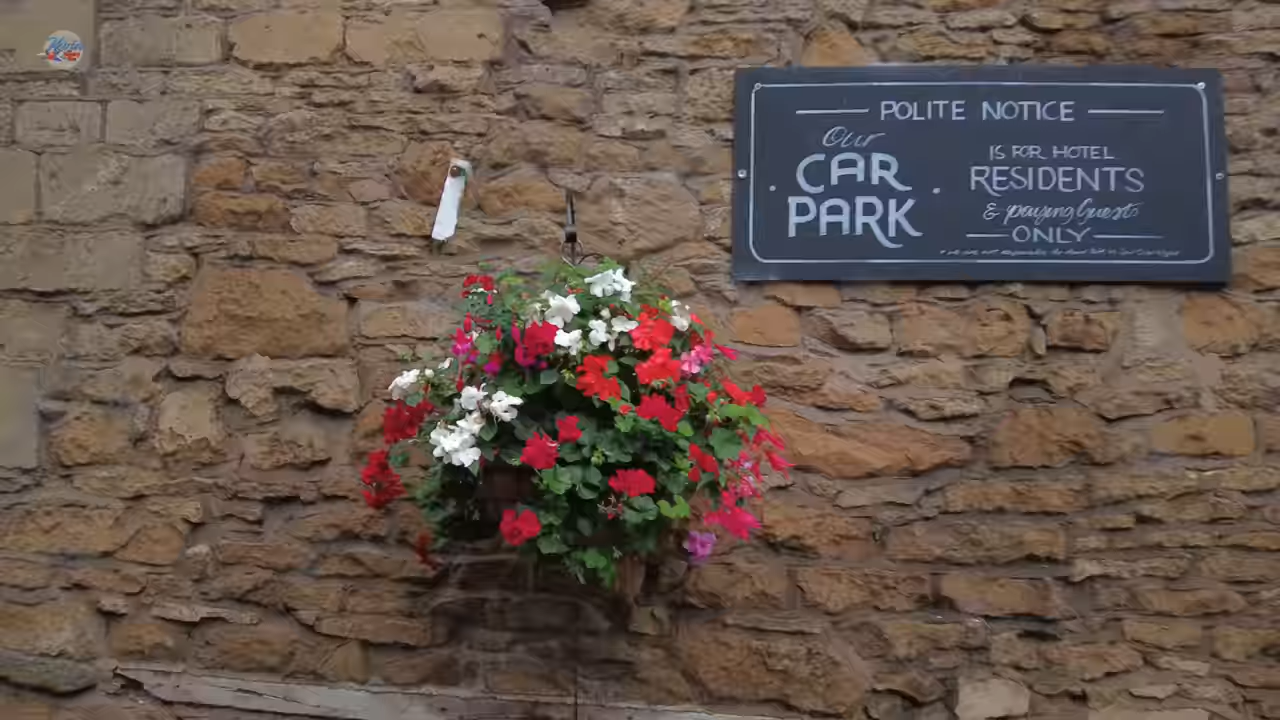 POLITE NOTICE
Our
CAR
PARK
IS FOR HOTEL
RESIDENTS
& paying Guests
ONLY